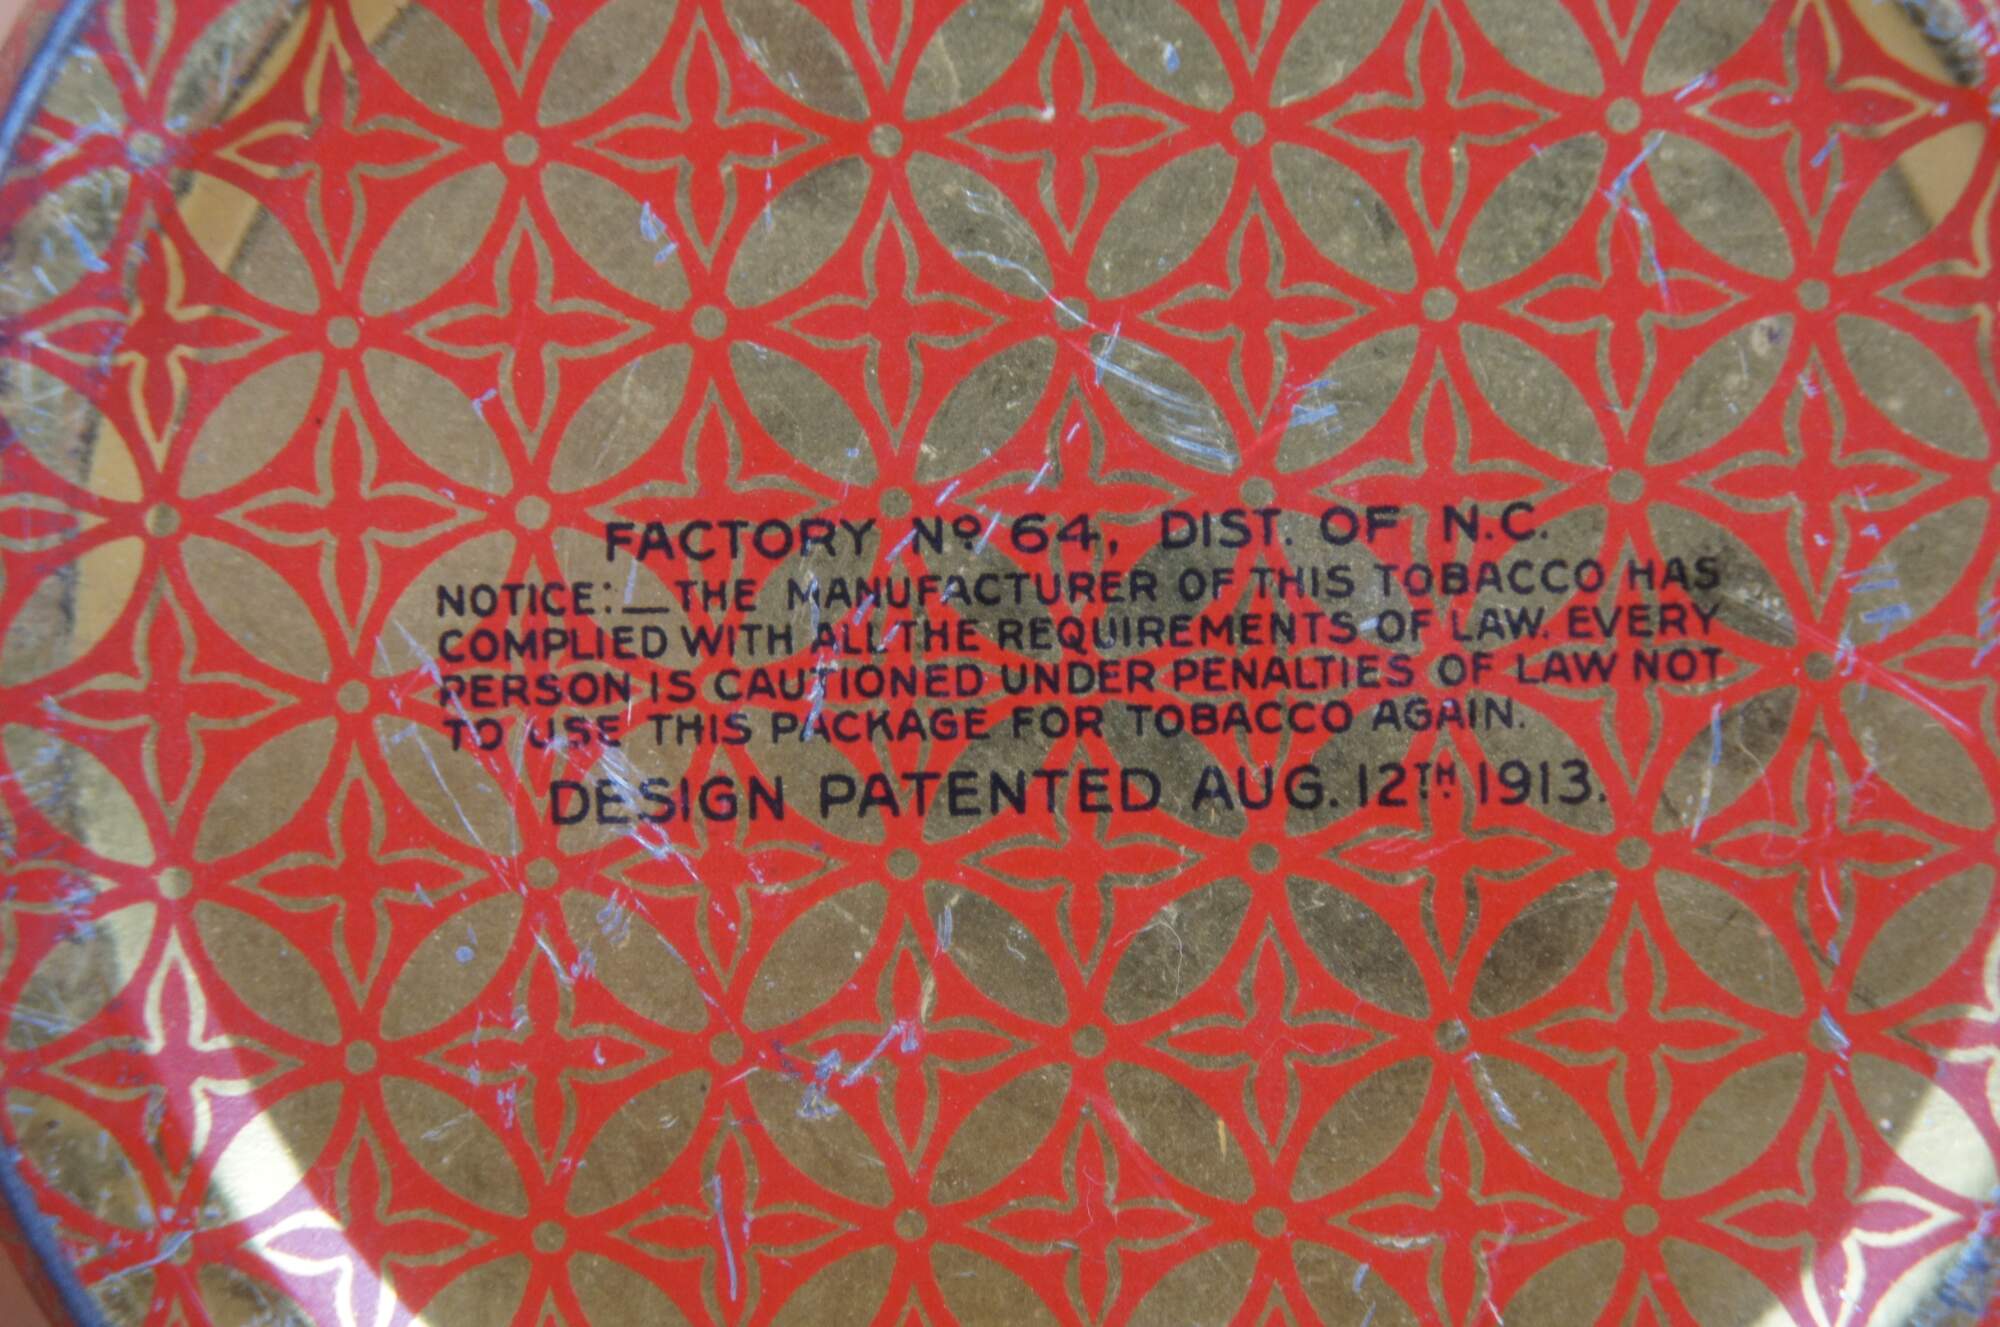 FACTORY Nº 64, DIST. OF N.C.
NOTICE:_THE MANUFACTURER OF THIS TOBACCO HAS
COMPLIED WITH ALL THE REQUIREMENTS OF LAW. EVERY
PERSON IS CAUTIONED UNDER PENALTIES OF LAW NOT
TO USE THIS PACKAGE FOR TOBACCO AGAIN.
DESIGN PATENTED AUG. 12TH 1913.